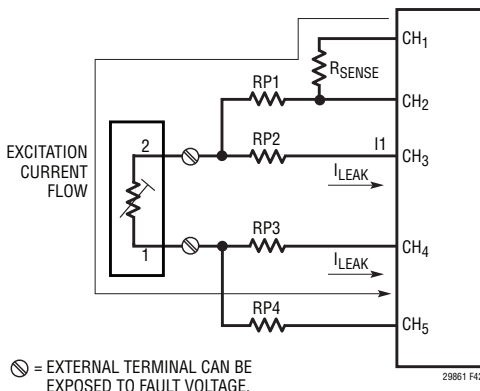 CH1
RSENSE
RP1
CH2
EXCITATION
CURRENT
FLOW
2
RP2
I1
CH3
ILEAK
RP3
ILEAK
CH4
1
RP4
CH5
= EXTERNAL TERMINAL CAN BE
EXPOSED TO FAULT VOLTAGE.
29861 F42